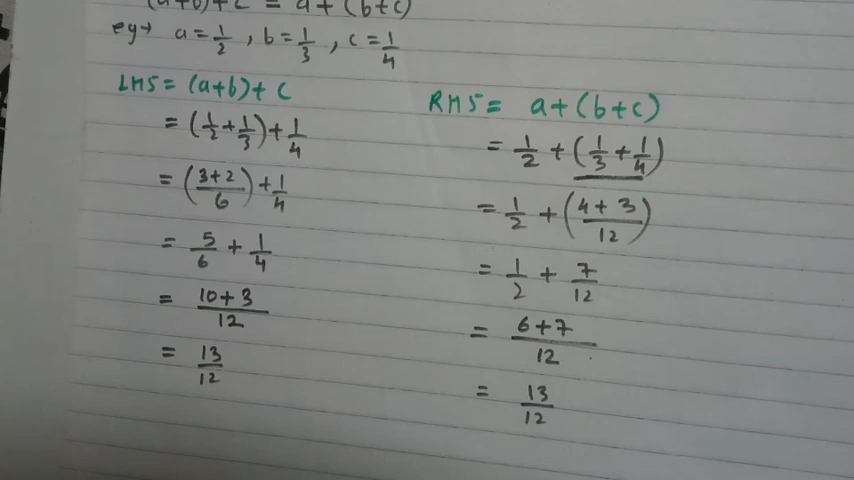 (a+b)+c = a+(b+c)
eg→ a=1/2, b=1/3, c=1/4
LHS= (a+b)+c
= (1/2+1/3)+1/4
= (3+2/6)+1/4
= 5/6 + 1/4
= 10+3/12
= 13/12
RHS= a+(b+c)
= 1/2 + (1/3+1/4)
= 1/2 + (4+3/12)
= 1/2 + 7/12
= 6+7/12
= 13/12